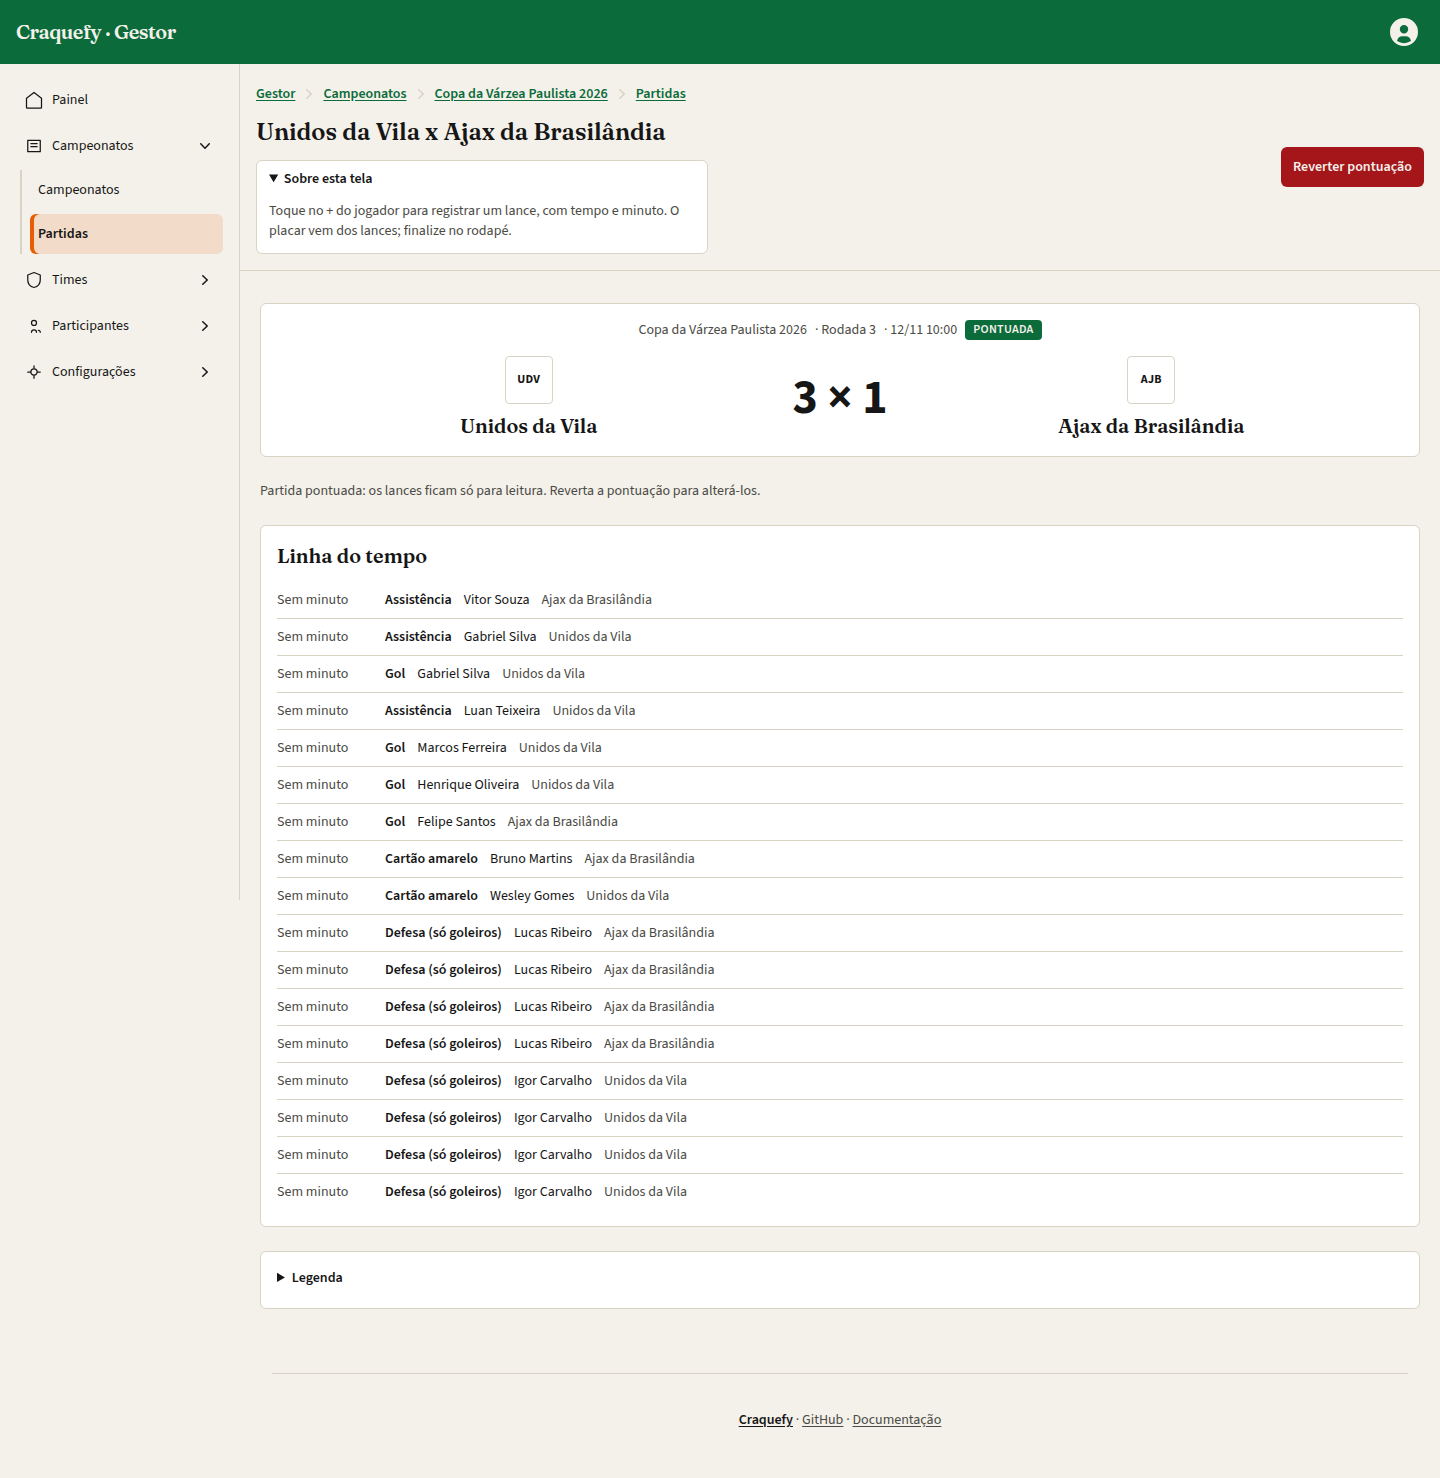 Craquefy · Gestor
Painel
Campeonatos
Campeonatos
Partidas
Times
Participantes
Configurações
Gestor
Campeonatos
Copa da Várzea Paulista 2026
Partidas
Unidos da Vila x Ajax da Brasilândia
Sobre esta tela
Toque no + do jogador para registrar um lance, com tempo e minuto. O
placar vem dos lances; finalize no rodapé.
Reverter pontuação
Copa da Várzea Paulista 2026 · Rodada 3 · 12/11 10:00 PONTUADA
UDV
Unidos da Vila
3 × 1
AJB
Ajax da Brasilândia
Partida pontuada: os lances ficam só para leitura. Reverta a pontuação para alterá-los.
Linha do tempo
Sem minuto Assistência Vitor Souza Ajax da Brasilândia
Sem minuto Assistência Gabriel Silva Unidos da Vila
Sem minuto Gol Gabriel Silva Unidos da Vila
Sem minuto Assistência Luan Teixeira Unidos da Vila
Sem minuto Gol Marcos Ferreira Unidos da Vila
Sem minuto Gol Henrique Oliveira Unidos da Vila
Sem minuto Gol Felipe Santos Ajax da Brasilândia
Sem minuto Cartão amarelo Bruno Martins Ajax da Brasilândia
Sem minuto Cartão amarelo Wesley Gomes Unidos da Vila
Sem minuto Defesa (só goleiros) Lucas Ribeiro Ajax da Brasilândia
Sem minuto Defesa (só goleiros) Lucas Ribeiro Ajax da Brasilândia
Sem minuto Defesa (só goleiros) Lucas Ribeiro Ajax da Brasilândia
Sem minuto Defesa (só goleiros) Lucas Ribeiro Ajax da Brasilândia
Sem minuto Defesa (só goleiros) Igor Carvalho Unidos da Vila
Sem minuto Defesa (só goleiros) Igor Carvalho Unidos da Vila
Sem minuto Defesa (só goleiros) Igor Carvalho Unidos da Vila
Sem minuto Defesa (só goleiros) Igor Carvalho Unidos da Vila
Legenda
Craquefy · GitHub · Documentação